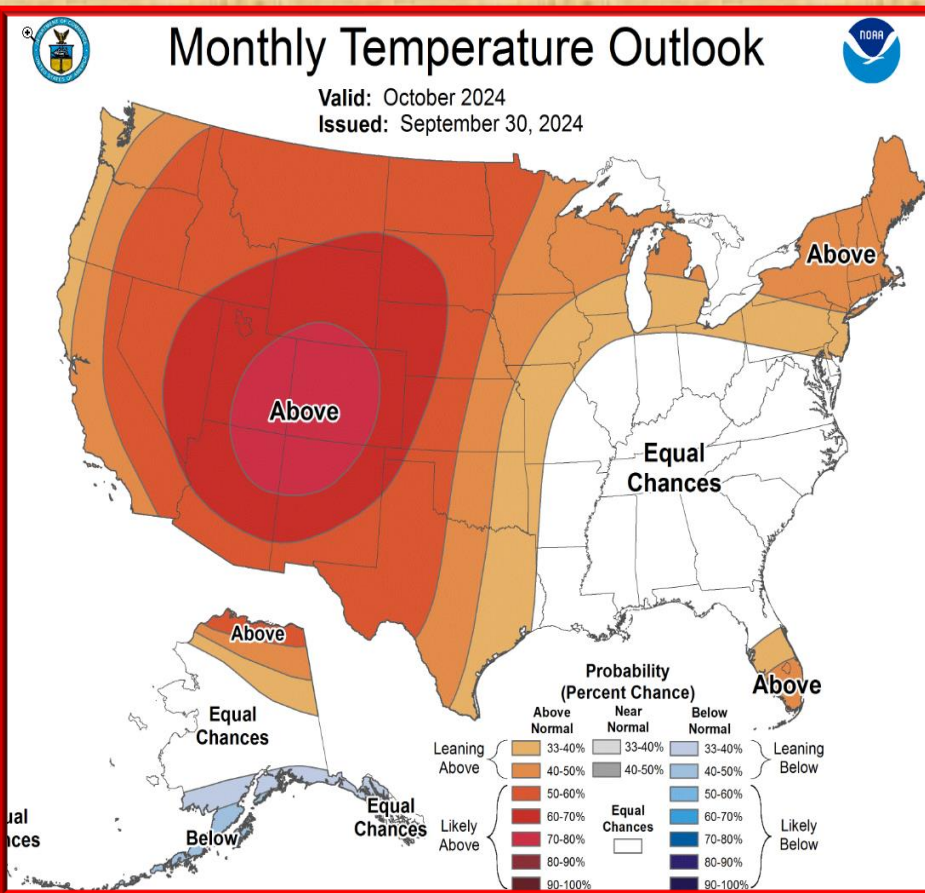 Monthly Temperature Outlook
NOAA
Valid: October 2024
Issued: September 30, 2024
Above
Above
Equal
Chances
Above
Equal
Chances
Below
Equal
Chances
ual
nces
Above
Probability
(Percent Chance)
Above
Normal
Near
Normal
Below
Normal
Leaning
Above
33-40%
33-40%
33-40%
Leaning
Below
40-50%
40-50%
40-50%
Likely
Above
50-60%
60-70%
70-80%
80-90%
90-100%
Equal
Chances
50-60%
60-70%
70-80%
80-90%
90-100%
Likely
Below